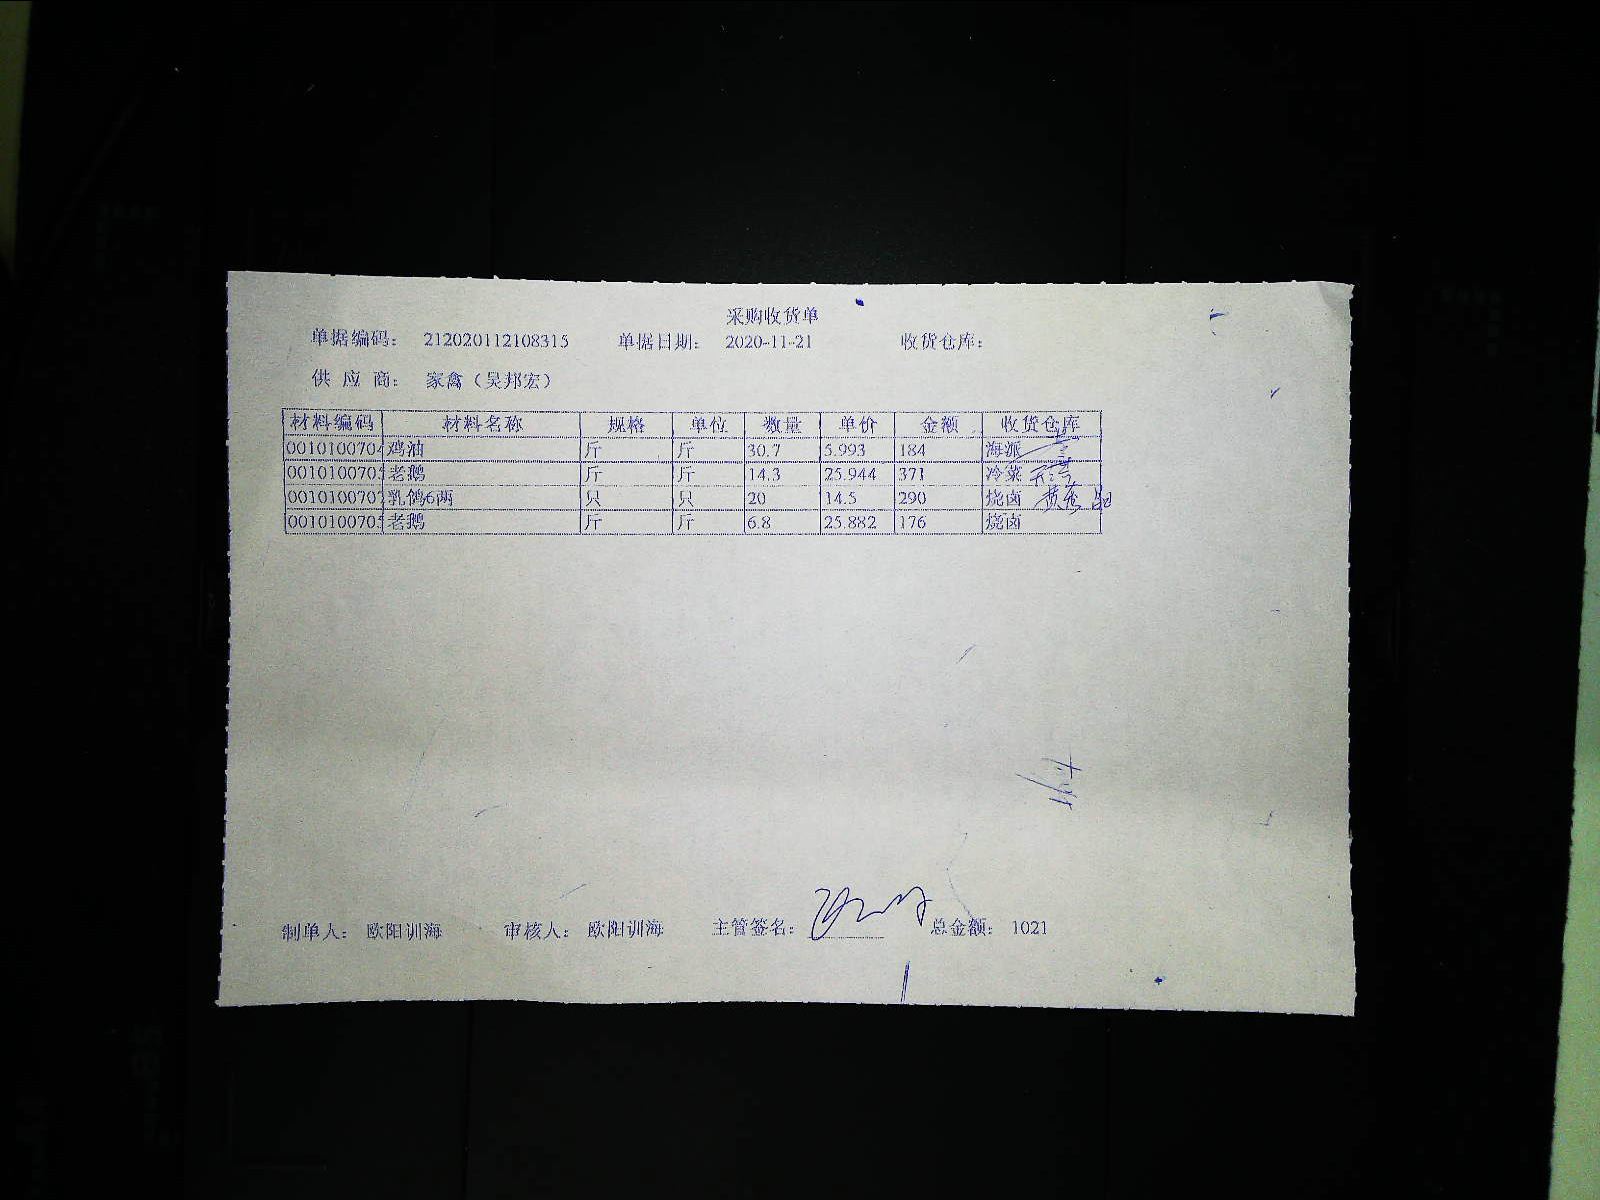 采购收货单
单据编码: 212020112108315 单据日期: 2020-11-21 收货仓库:
供应商: 家禽（吴邦宏）
材料编码 材料名称 规格 单位 数量 单价 金额 收货仓库
0010100704 鸡油 斤 斤 30.7 5.993 184 海派
0010100705 老鹅 斤 斤 14.3 25.944 371 冷菜
0010100707 乳鸽6两 只 只 20 14.5 290 烧卤
0010100705 老鹅 斤 斤 6.8 25.882 176 烧卤
制单人: 欧阳训海 审核人: 欧阳训海 主管签名: 总金额: 1021